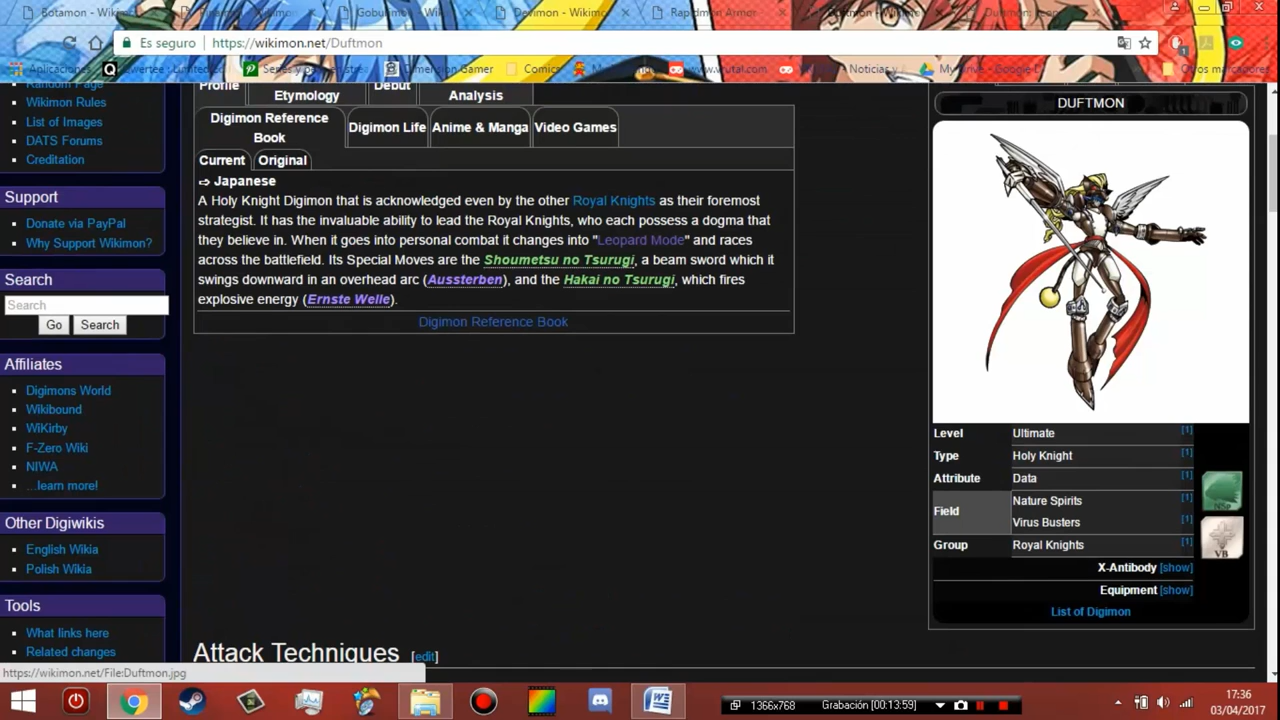 Botamon - Wikimon
Gobulimon - Wiki
Devimon - Wikimon
Rapidmon Armor
Es seguro https://wikimon.net/Duftmon
Aplicaciones
Dimension Gamer
Comics
www.vrutal.com
Noticias y
My Drive - Google D
Otros marcadores
Random Page
Wikimon Rules
List of Images
DATS Forums
Creditation
Support
Donate via PayPal
Why Support Wikimon?
Search
Search
Go Search
Affiliates
Digimons World
Wikibound
WiKirby
F-Zero Wiki
NIWA
...learn more!
Other Digiwikis
English Wikia
Polish Wikia
Tools
What links here
Related changes
https://wikimon.net/File:Duftmon.jpg
Profile Etymology Debut Analysis
Digimon Reference Book Digimon Life Anime & Manga Video Games
Current Original
⇨ Japanese
A Holy Knight Digimon that is acknowledged even by the other Royal Knights as their foremost
strategist. It has the invaluable ability to lead the Royal Knights, who each possess a dogma that
they believe in. When it goes into personal combat it changes into "Leopard Mode" and races
across the battlefield. Its Special Moves are the Shoumetsu no Tsurugi, a beam sword which it
swings downward in an overhead arc (Aussterben), and the Hakai no Tsurugi, which fires
explosive energy (Ernste Welle).
Digimon Reference Book
Attack Techniques [edit]
DUFTMON
Level Ultimate [1]
Type Holy Knight [1]
Attribute Data [1]
Field Nature Spirits [1]
Virus Busters [1]
Group Royal Knights [1]
NSp
VB
X-Antibody [show]
Equipment [show]
List of Digimon
1366x768 Grabación [00:13:59]
17:36
03/04/2017